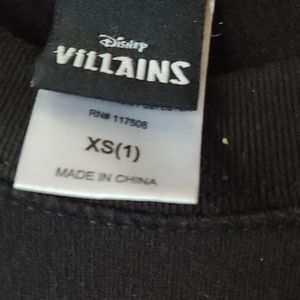 Disney
VILLAINS
RN# 117508
XS(1)
MADE IN CHINA